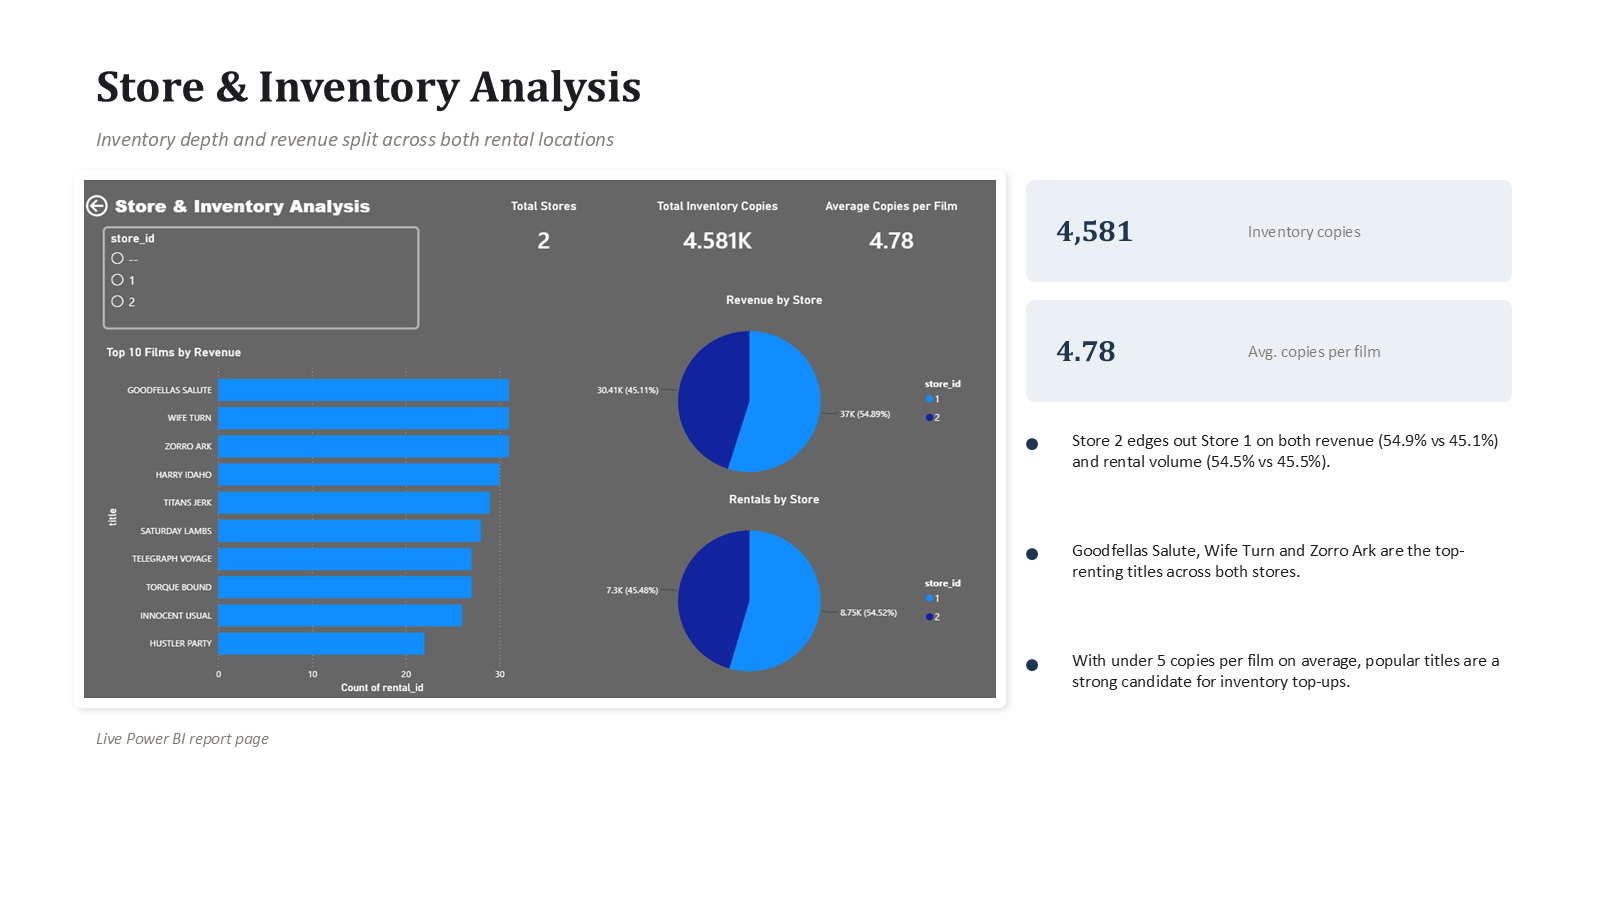 Store & Inventory Analysis
Inventory depth and revenue split across both rental locations
Store & Inventory Analysis
store_id
--
1
2
Total Stores
2
Total Inventory Copies
4.581K
Average Copies per Film
4.78
Top 10 Films by Revenue
title
GOODFELLAS SALUTE
WIFE TURN
ZORRO ARK
HARRY IDAHO
TITANS JERK
SATURDAY LAMBS
TELEGRAPH VOYAGE
TORQUE BOUND
INNOCENT USUAL
HUSTLER PARTY
0 10 20 30
Count of rental_id
Revenue by Store
30.41K (45.11%)
37K (54.89%)
store_id
1
2
Rentals by Store
7.3K (45.48%)
8.75K (54.52%)
store_id
1
2
Live Power BI report page
4,581 Inventory copies
4.78 Avg. copies per film
Store 2 edges out Store 1 on both revenue (54.9% vs 45.1%)
and rental volume (54.5% vs 45.5%).
Goodfellas Salute, Wife Turn and Zorro Ark are the top-
renting titles across both stores.
With under 5 copies per film on average, popular titles are a
strong candidate for inventory top-ups.